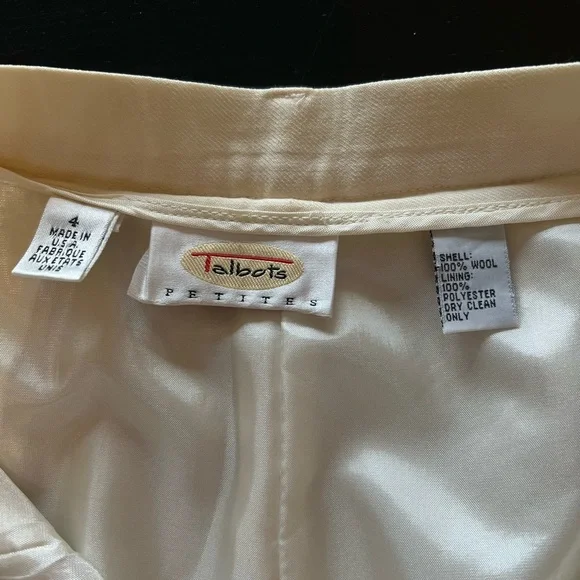 4
MADE IN
U.S.A.
FABRIQUE
AUX ETATS
UNIS
Talbots
PETITES
SHELL:
100% WOOL
LINING:
100%
POLYESTER
DRY CLEAN
ONLY